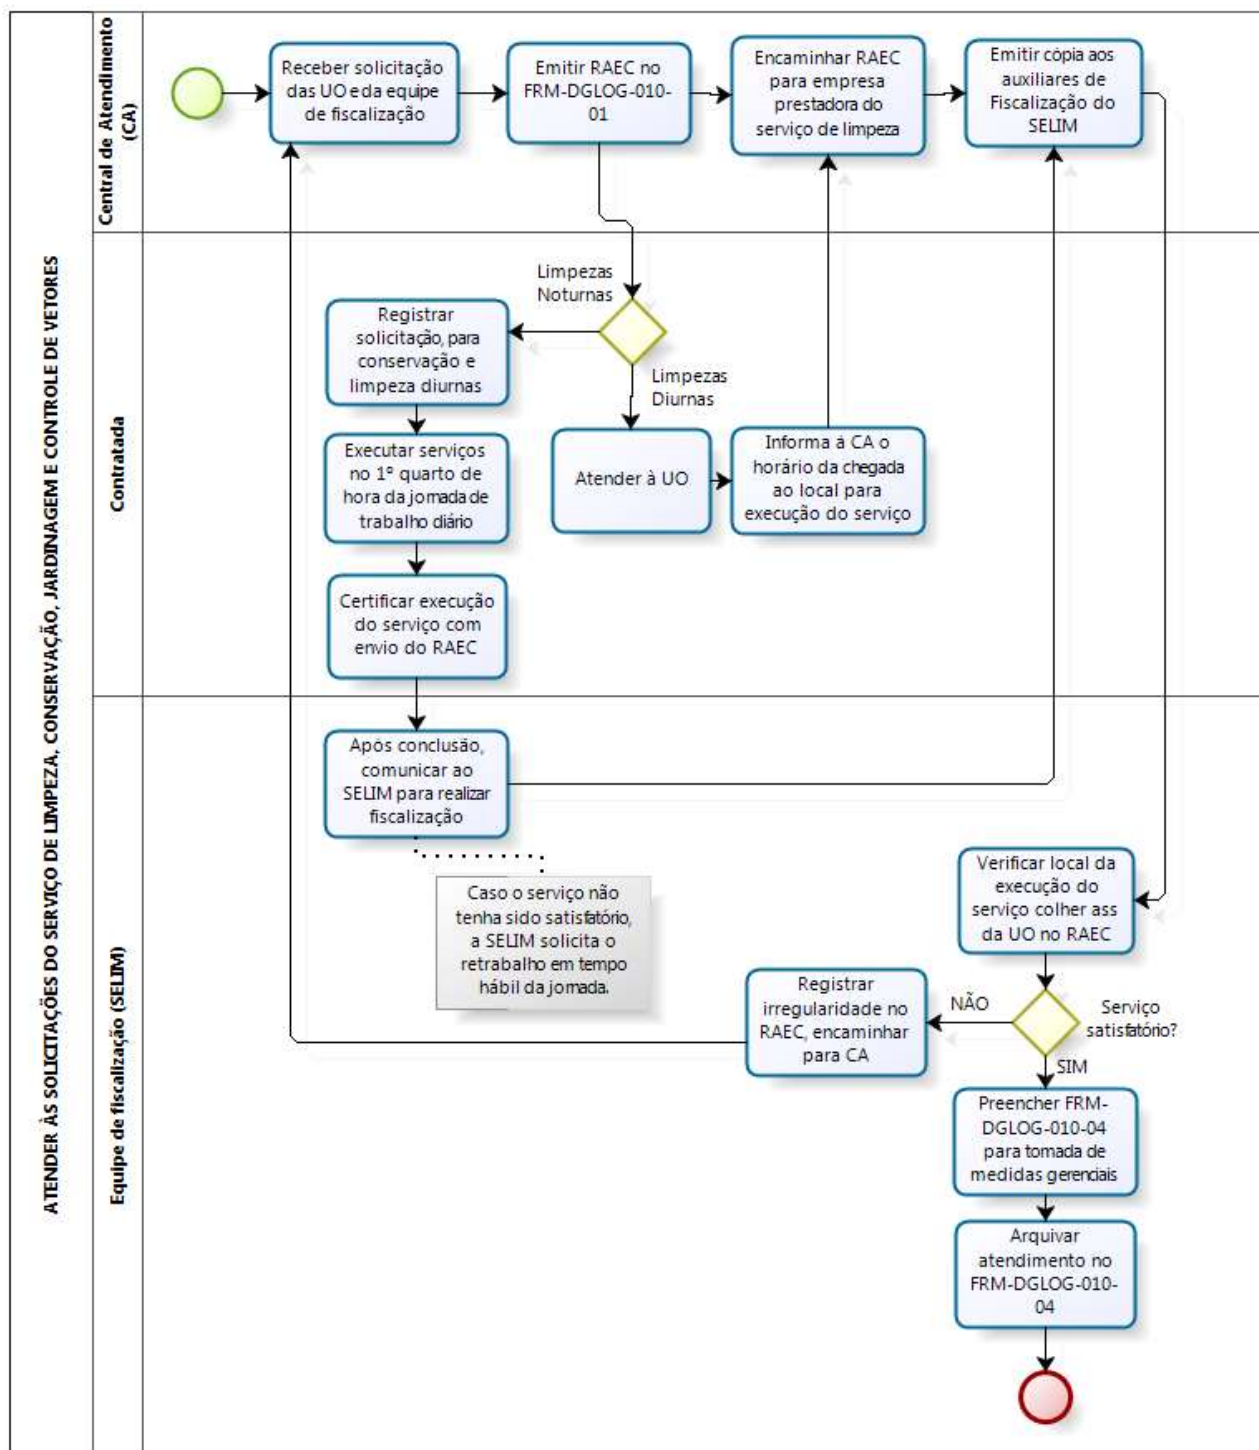 ATENDER ÀS SOLICITAÇÕES DO SERVIÇO DE LIMPEZA, CONSERVAÇÃO, JARDINAGEM E CONTROLE DE VETORES
Central de Atendimento
(CA)
Receber solicitação
das UO e da equipe
de fiscalização
Emitir RAEC no
FRM-DGLOG-010-
01
Encaminhar RAEC
para empresa
prestadora do
serviço de limpeza
Emitir cópia aos
auxiliares de
Fiscalização do
SELIM
Contratada
Limpezas
Noturnas
Registrar
solicitação, para
conservação e
limpeza diurnas
Limpezas
Diurnas
Executar serviços
no 1º quarto de
hora da jornada de
trabalho diário
Atender à UO
Informa à CA o
horário da chegada
ao local para
execução do serviço
Certificar execução
do serviço com
envio do RAEC
Equipe de fiscalização (SELIM)
Após conclusão,
comunicar ao
SELIM para realizar
fiscalização
Caso o serviço não
tenha sido satisfatório,
a SELIM solicita o
retrabalho em tempo
hábil da jornada.
Verificar local da
execução do
serviço colher ass
da UO no RAEC
Registrar
irregularidade no
RAEC, encaminhar
para CA
NÃO
Serviço
satisfatório?
SIM
Preencher FRM-
DGLOG-010-04
para tomada de
medidas gerenciais
Arquivar
atendimento no
FRM-DGLOG-010-
04